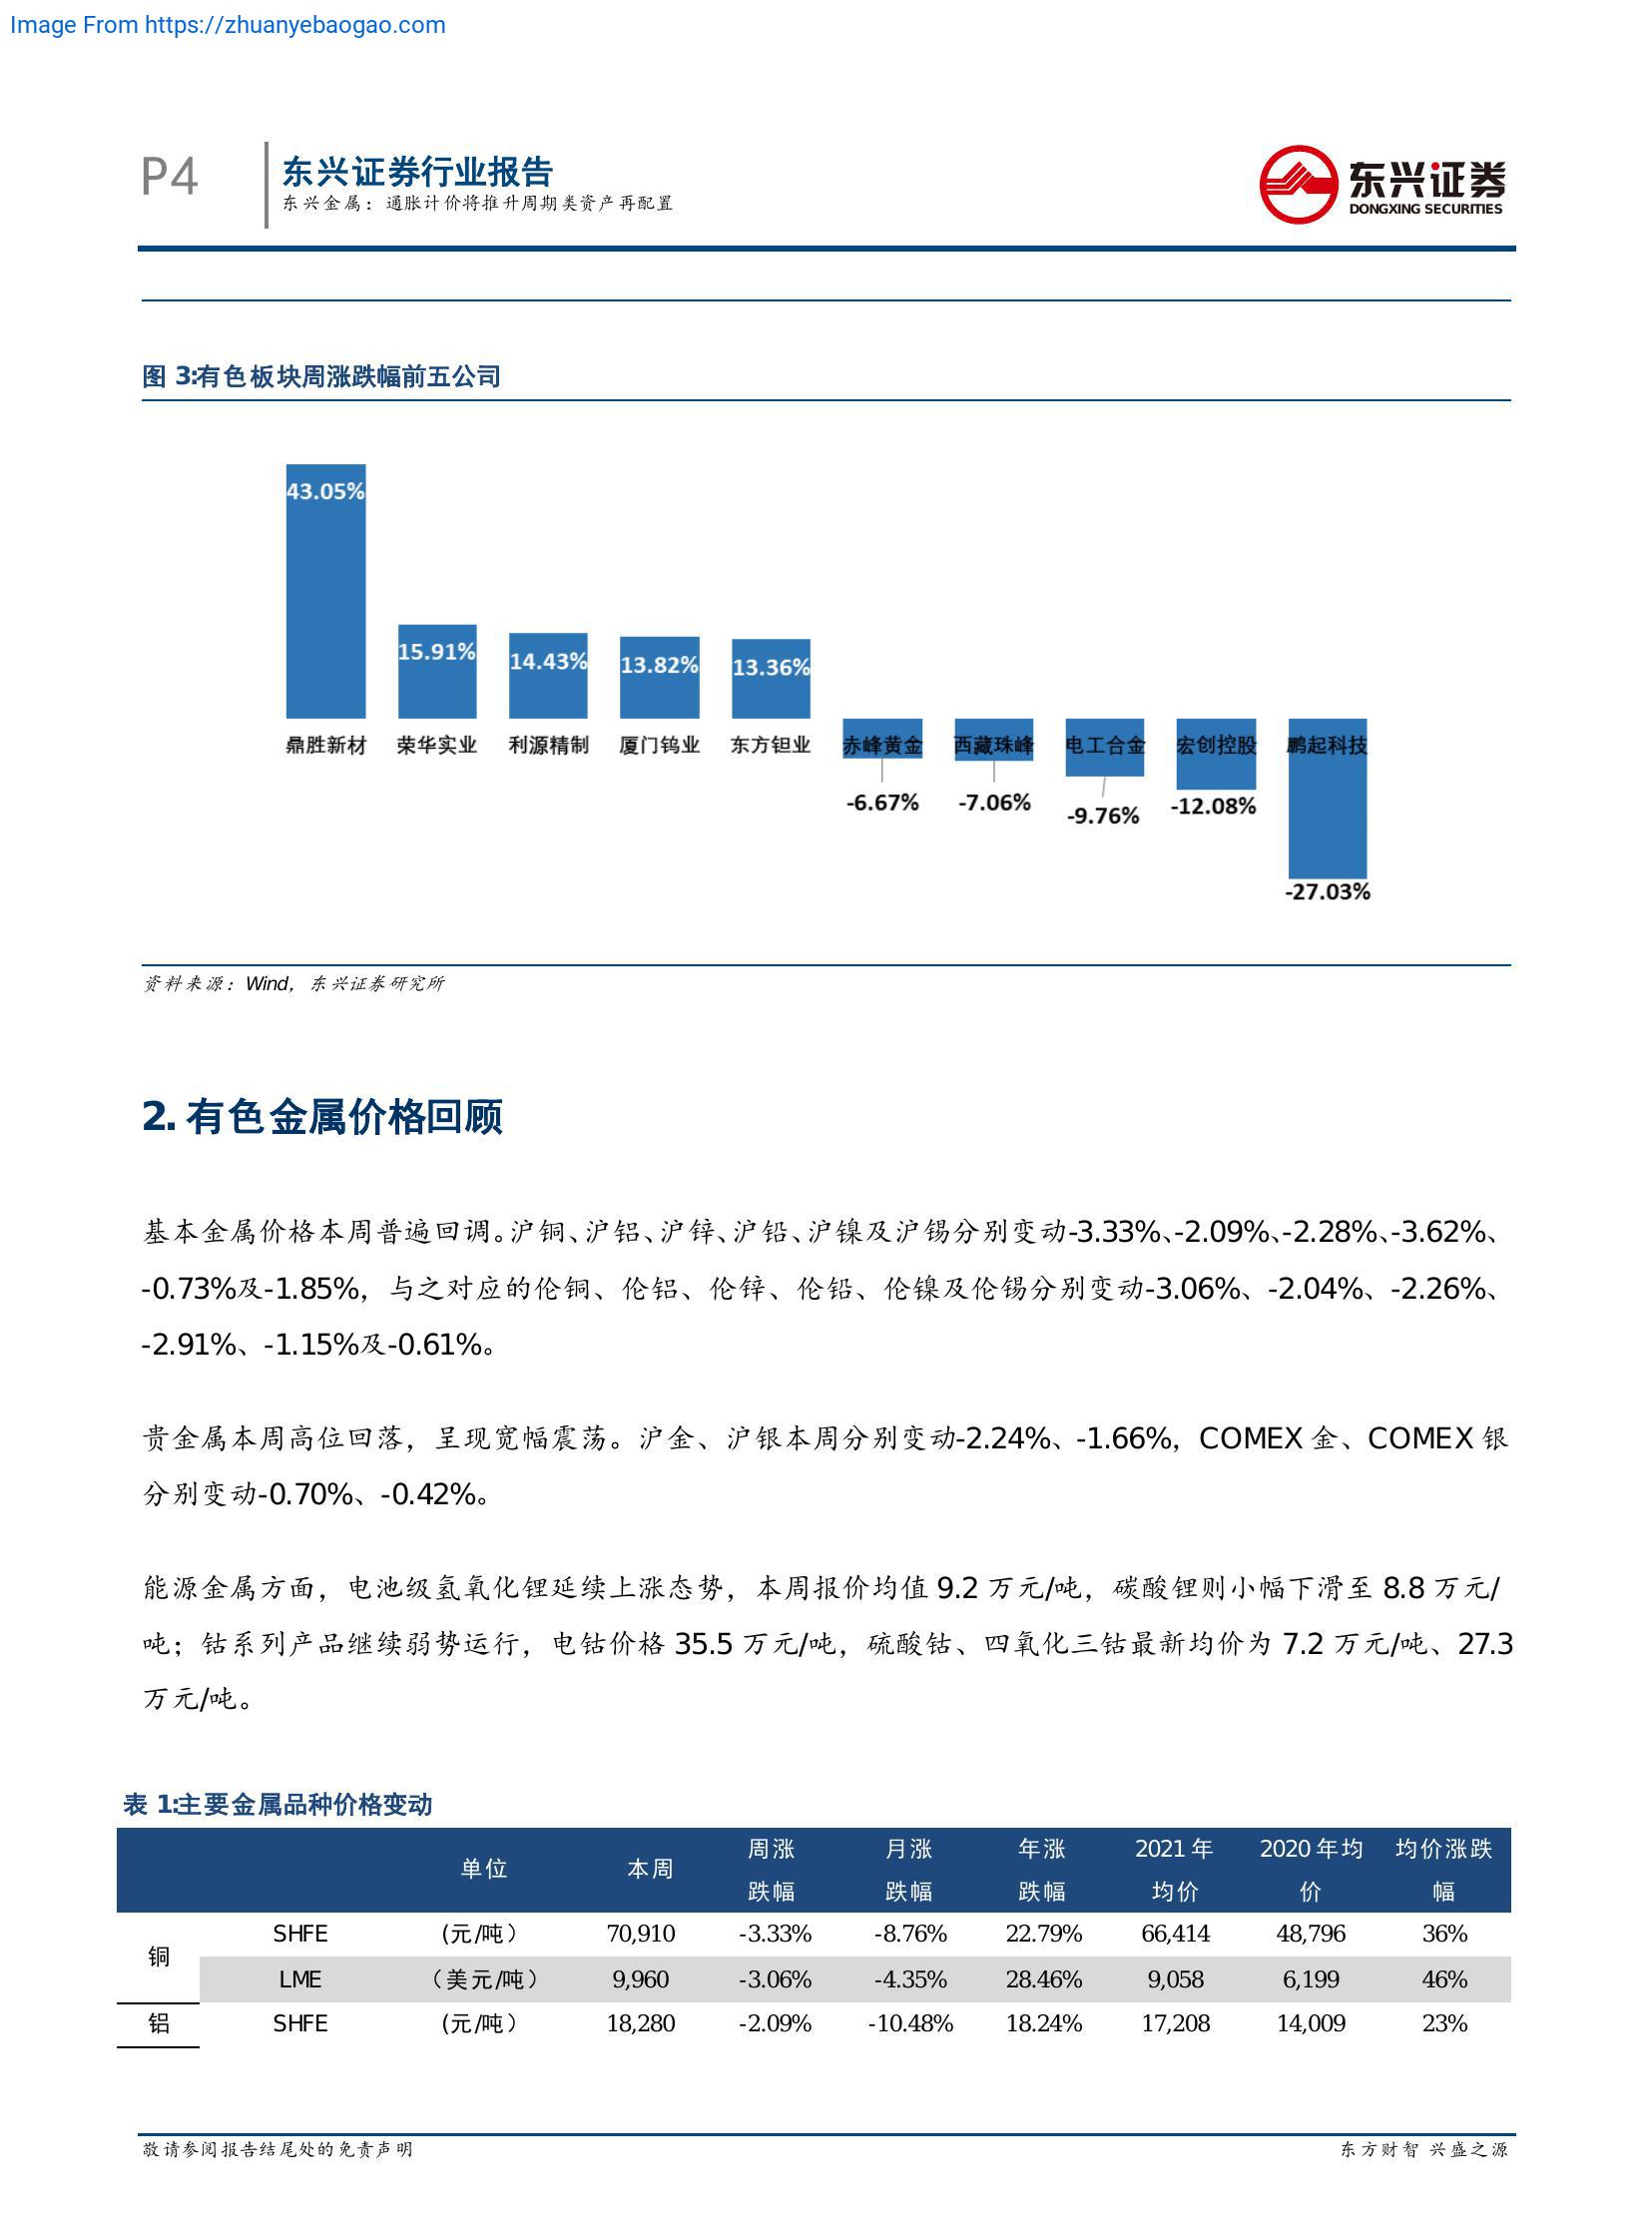 Image From https://zhuanyebaogao.com
P4
东兴证券行业报告
东兴金属：通胀计价将推升周期类资产再配置
东兴证券
DONGXING SECURITIES
图 3:有色板块周涨跌幅前五公司
43.05%
15.91%
14.43%
13.82%
13.36%
鼎胜新材 荣华实业 利源精制 厦门钨业 东方钽业 赤峰黄金 西藏珠峰 电工合金 宏创控股 鹏起科技
-6.67%
-7.06%
-9.76%
-12.08%
-27.03%
资料来源：Wind，东兴证券研究所
2. 有色金属价格回顾
基本金属价格本周普遍回调。沪铜、沪铝、沪锌、沪铅、沪镍及沪锡分别变动-3.33%、-2.09%、-2.28%、-3.62%、
-0.73%及-1.85%，与之对应的伦铜、伦铝、伦锌、伦铅、伦镍及伦锡分别变动-3.06%、-2.04%、-2.26%、
-2.91%、-1.15%及-0.61%。
贵金属本周高位回落，呈现宽幅震荡。沪金、沪银本周分别变动-2.24%、-1.66%，COMEX 金、COMEX 银
分别变动-0.70%、-0.42%。
能源金属方面，电池级氢氧化锂延续上涨态势，本周报价均值 9.2 万元/吨，碳酸锂则小幅下滑至 8.8 万元/
吨；钴系列产品继续弱势运行，电钴价格 35.5 万元/吨，硫酸钴、四氧化三钴最新均价为 7.2 万元/吨、27.3
万元/吨。
表 1:主要金属品种价格变动
单位 本周 周涨跌幅 月涨跌幅 年涨跌幅 2021 年均价 2020 年均价 均价涨跌幅
铜 SHFE (元/吨） 70,910 -3.33% -8.76% 22.79% 66,414 48,796 36%
LME （美元/吨） 9,960 -3.06% -4.35% 28.46% 9,058 6,199 46%
铝 SHFE (元/吨） 18,280 -2.09% -10.48% 18.24% 17,208 14,009 23%
敬请参阅报告结尾处的免责声明
东方财智 兴盛之源